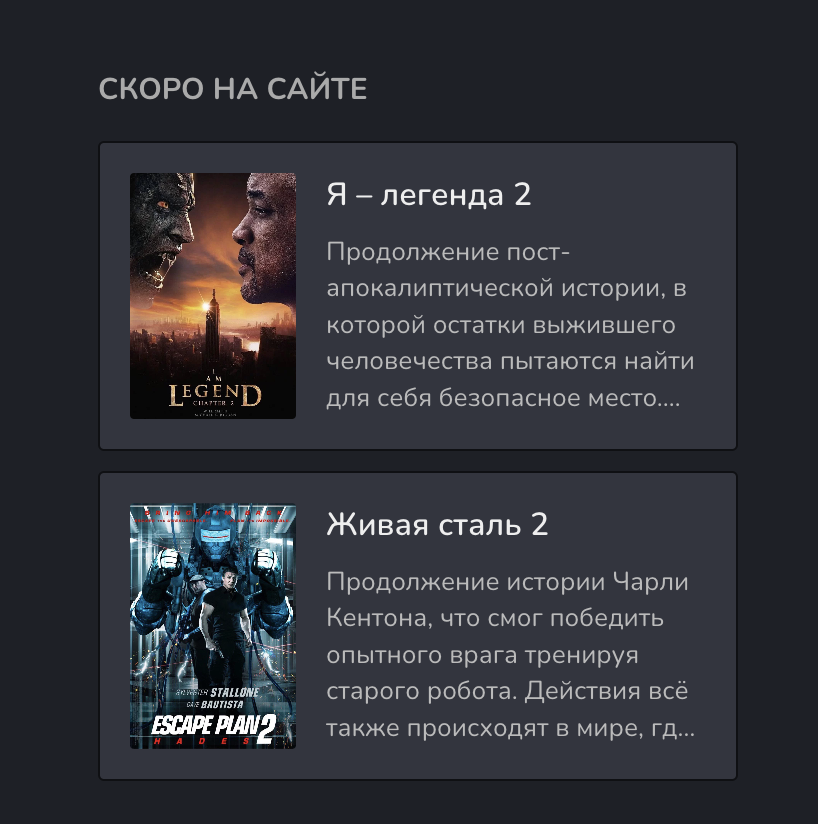 СКОРО НА САЙТЕ
Я – легенда 2
Продолжение пост-
апокалиптической истории, в
которой остатки выжившего
человечества пытаются найти
для себя безопасное место....
I
AM
LEGEND
CHAPTER 2
Живая сталь 2
Продолжение истории Чарли
Кентона, что смог победить
опытного врага тренируя
старого робота. Действия всё
также происходят в мире, гд...
SYLVESTER STALLONE
DAVE BAUTISTA
ESCAPE PLAN 2
HADES